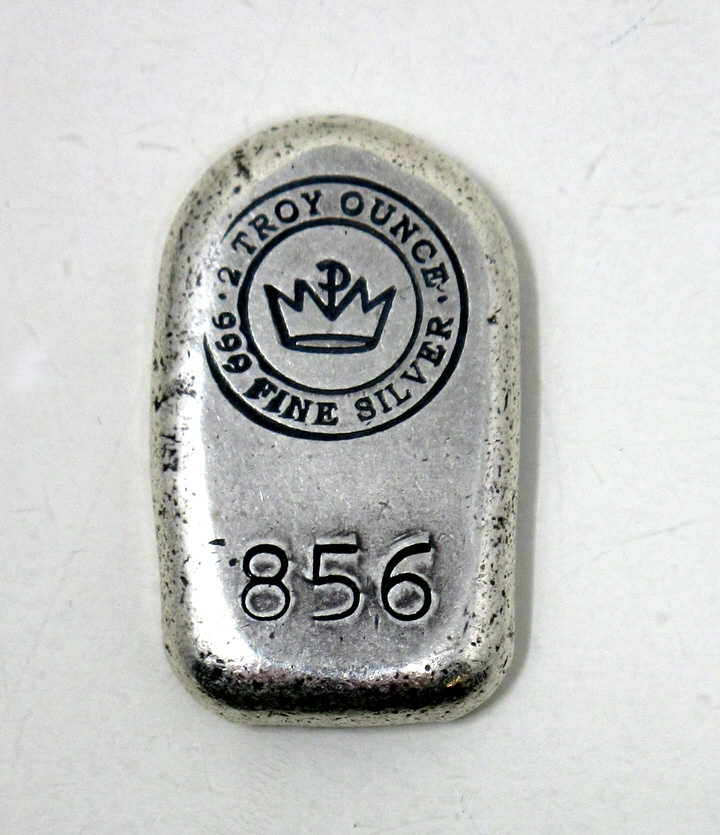 2 TROY OUNCE
·
999 FINE SILVER
·
P
856